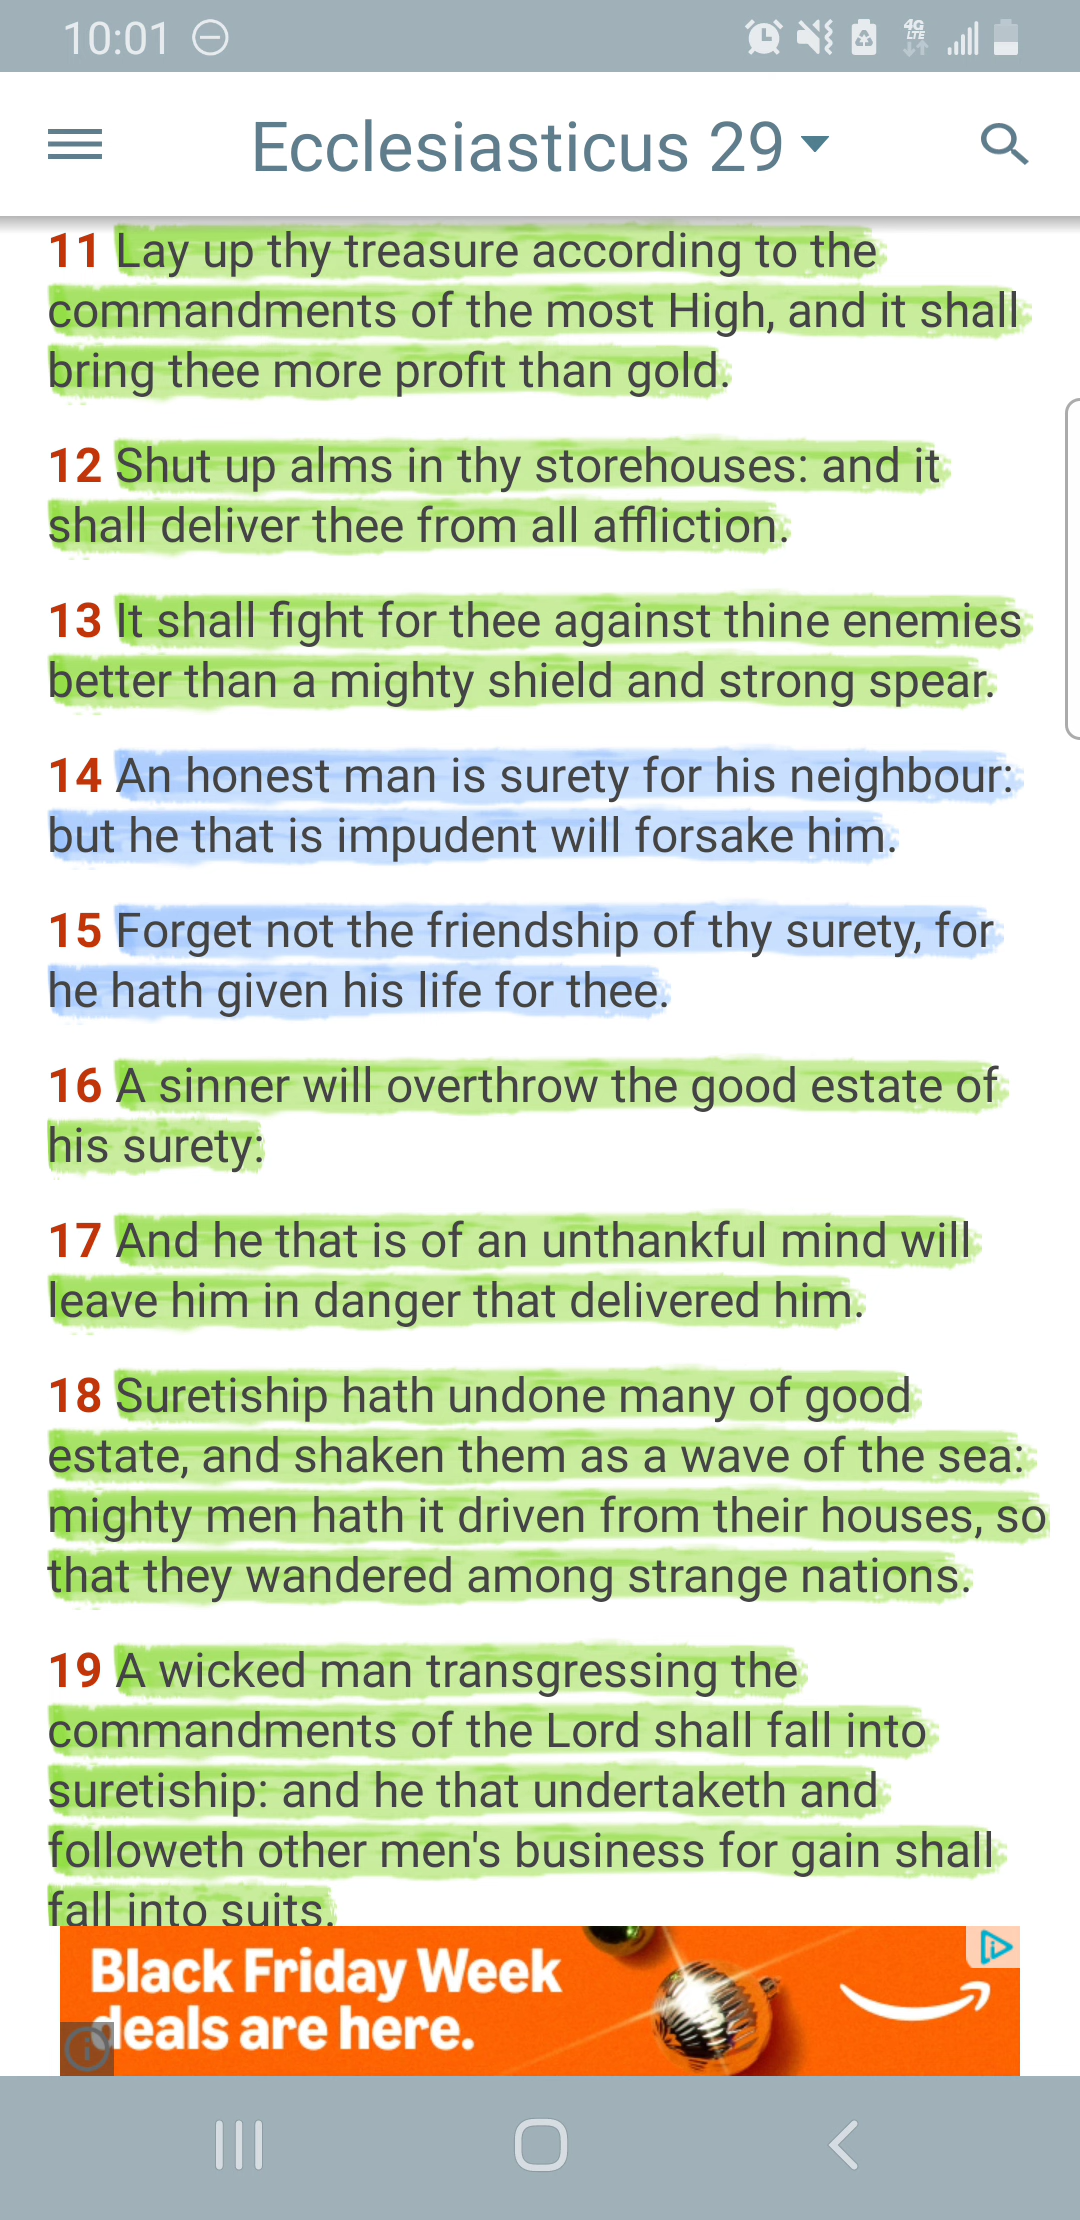 10:01
4G
LTE
Ecclesiasticus 29
11 Lay up thy treasure according to the
commandments of the most High, and it shall
bring thee more profit than gold.
12 Shut up alms in thy storehouses: and it
shall deliver thee from all affliction.
13 It shall fight for thee against thine enemies
better than a mighty shield and strong spear.
14 An honest man is surety for his neighbour:
but he that is impudent will forsake him.
15 Forget not the friendship of thy surety, for
he hath given his life for thee.
16 A sinner will overthrow the good estate of
his surety:
17 And he that is of an unthankful mind will
leave him in danger that delivered him.
18 Suretiship hath undone many of good
estate, and shaken them as a wave of the sea:
mighty men hath it driven from their houses, so
that they wandered among strange nations.
19 A wicked man transgressing the
commandments of the Lord shall fall into
suretiship: and he that undertaketh and
followeth other men's business for gain shall
fall into suits.
Black Friday Week
deals are here.